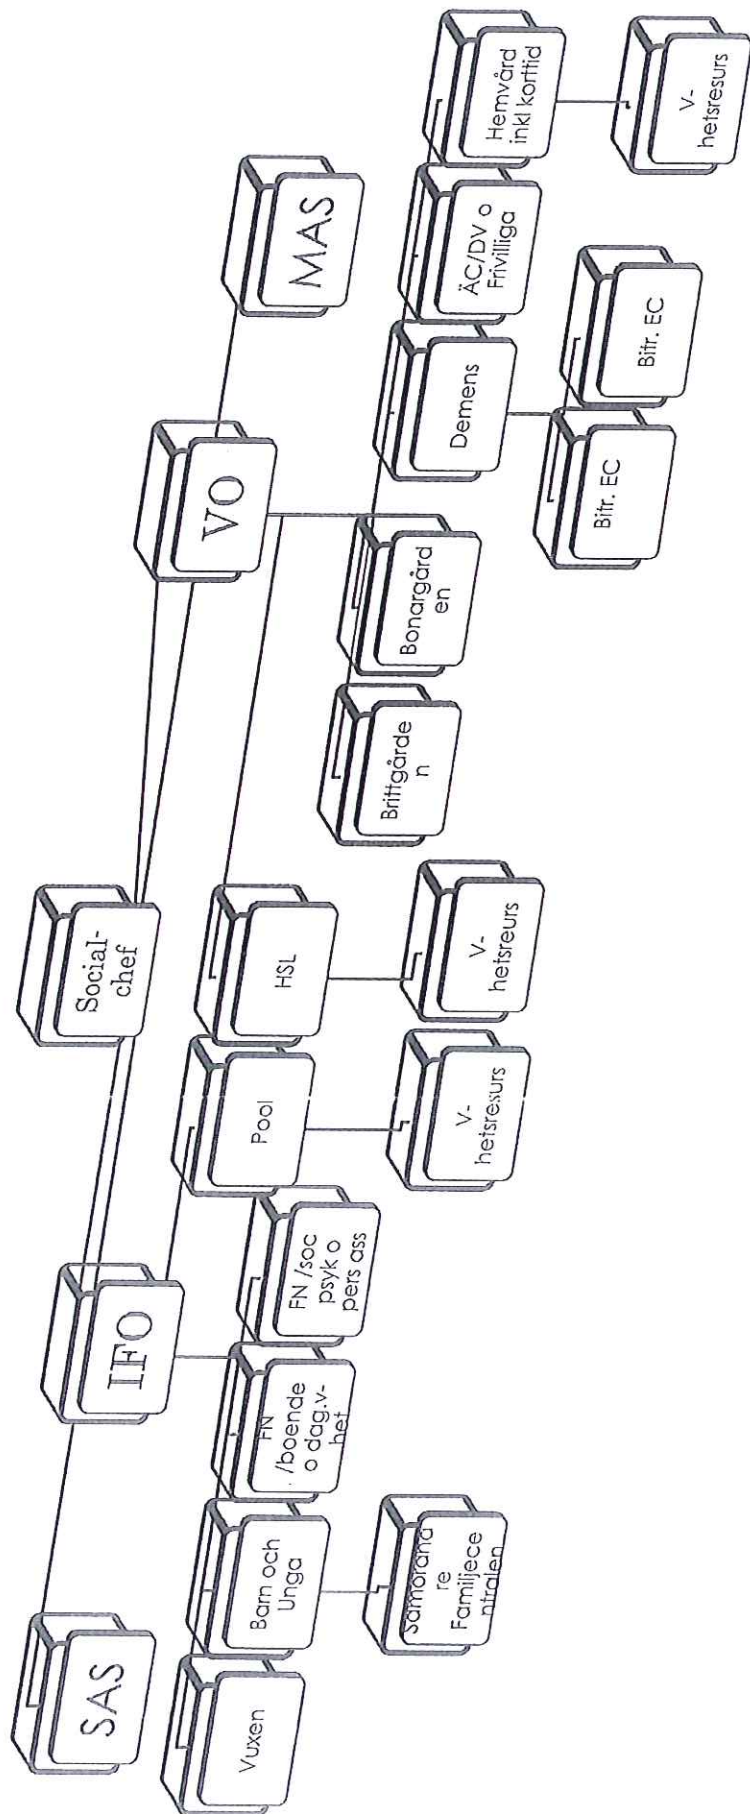 Social-
chef
SAS
IFO
VO
MAS
Vuxen
Barn och
Unga
FN
/boende
o dag.v-
het
FN /soc
psyk o
pers ass
Pool
HSL
Brittgårde
n
Bonargård
en
Demens
ÄC/DV o
Frivilliga
Hemvård
inkl korttid
Samorand
re
Familjece
ntralen
V-
hetsresurs
V-
hetsreurs
Bitr. EC
Bitr. EC
V-
hetsresurs